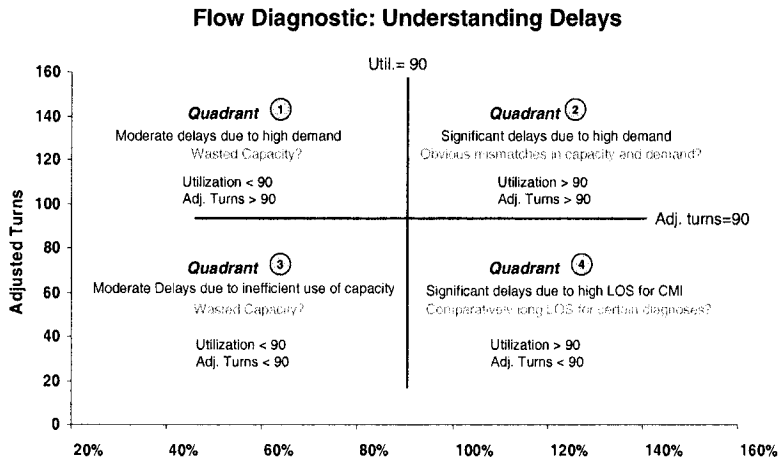 Flow Diagnostic: Understanding Delays
Util.= 90
160
140
120
100
80
60
40
20
0
Adjusted Turns
Quadrant 1
Moderate delays due to high demand
Wasted Capacity?
Utilization < 90
Adj. Turns > 90
Quadrant 2
Significant delays due to high demand
Obvious mismatches in capacity and demand?
Utilization > 90
Adj. Turns > 90
Adj. turns=90
Quadrant 3
Moderate Delays due to inefficient use of capacity
Wasted Capacity?
Utilization < 90
Adj. Turns < 90
Quadrant 4
Significant delays due to high LOS for CMI
Comparatively long LOS for certain diagnoses?
Utilization > 90
Adj. Turns < 90
20% 40% 60% 80% 100% 120% 140% 160%